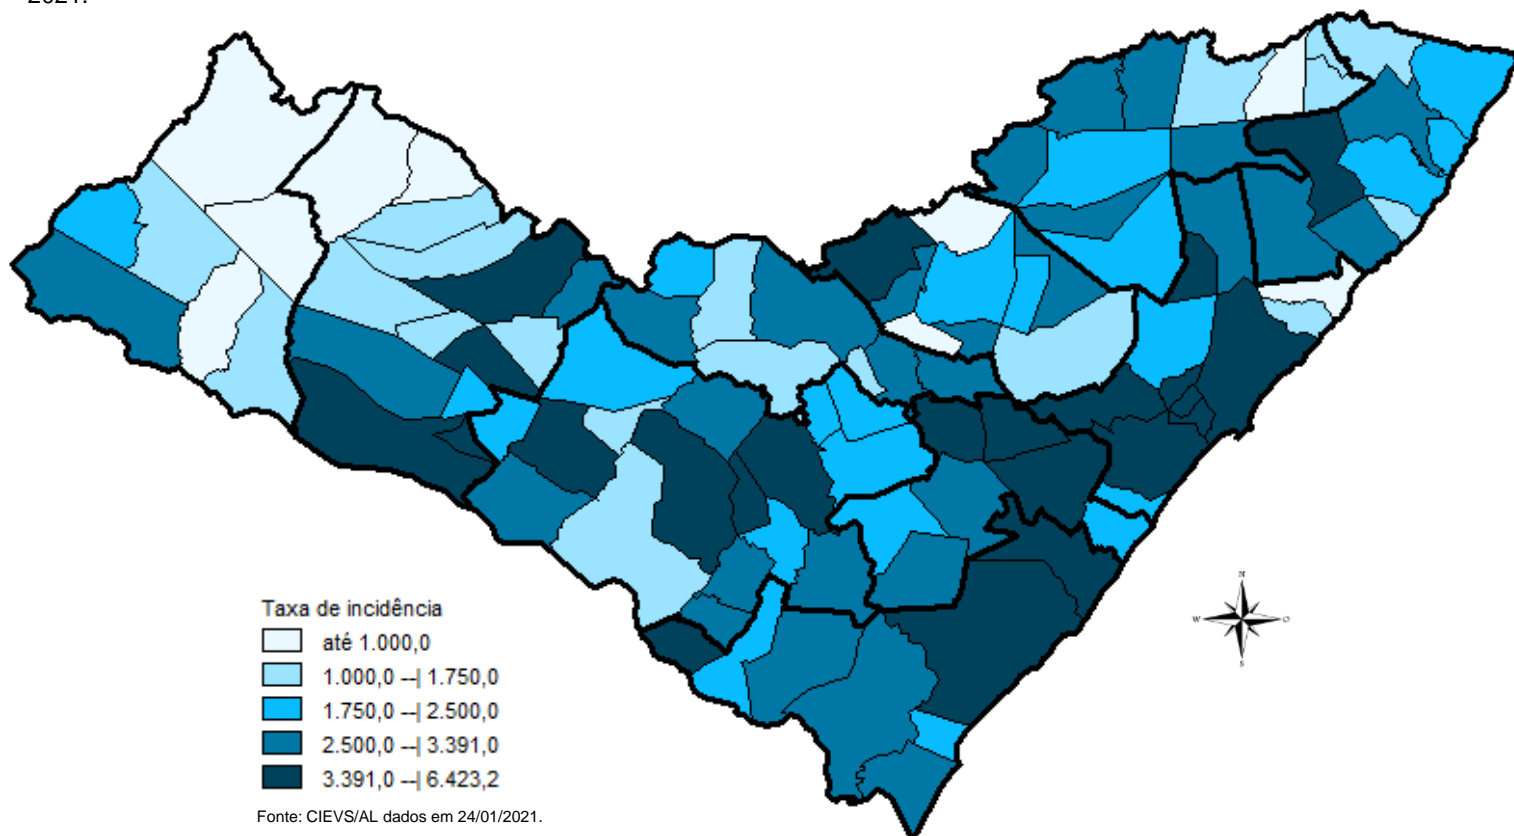 2021.
Taxa de incidência
até 1.000,0
1.000,0 --| 1.750,0
1.750,0 --| 2.500,0
2.500,0 --| 3.391,0
3.391,0 --| 6.423,2
Fonte: CIEVS/AL dados em 24/01/2021.
N
W O
S